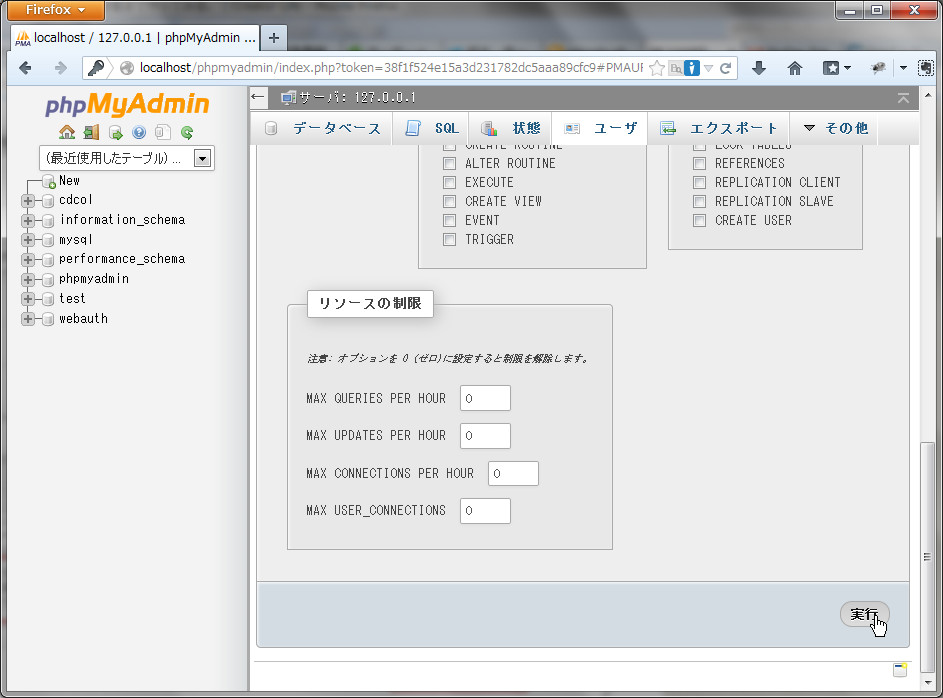 Firefox
localhost / 127.0.0.1 | phpMyAdmin ...
localhost/phpmyadmin/index.php?token=38f1f524e15a3d231782dc5aaa89cfc9#PMAUF
phpMyAdmin
(最近使用したテーブル) ...
New
cdcol
information_schema
mysql
performance_schema
phpmyadmin
test
webauth
サーバ: 127.0.0.1
データベース SQL 状態 ユーザ エクスポート その他
CREATE ROUTINE
ALTER ROUTINE
EXECUTE
CREATE VIEW
EVENT
TRIGGER
LOCK TABLES
REFERENCES
REPLICATION CLIENT
REPLICATION SLAVE
CREATE USER
リソースの制限
注意: オプションを 0 (ゼロ)に設定すると制限を解除します。
MAX QUERIES PER HOUR 0
MAX UPDATES PER HOUR 0
MAX CONNECTIONS PER HOUR 0
MAX USER_CONNECTIONS 0
実行